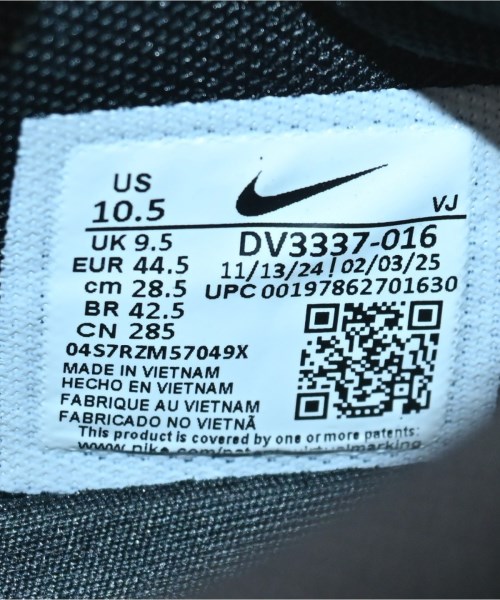 US
10.5
VJ
UK 9.5
DV3337-016
EUR 44.5
11/13/24 | 02/03/25
cm 28.5
UPC 00197862701630
BR 42.5
CN 285
04S7RZM57049X
MADE IN VIETNAM
HECHO EN VIETNAM
FABRIQUE AU VIETNAM
FABRICADO NO VIETNÃ
This product is covered by one or more patents: